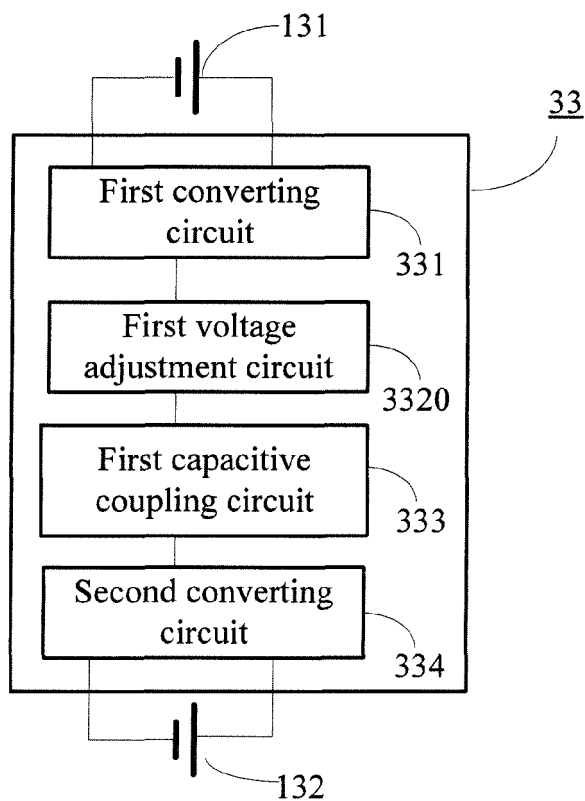 131
33
First converting
circuit
331
First voltage
adjustment circuit
3320
First capacitive
coupling circuit
333
Second converting
circuit
334
132